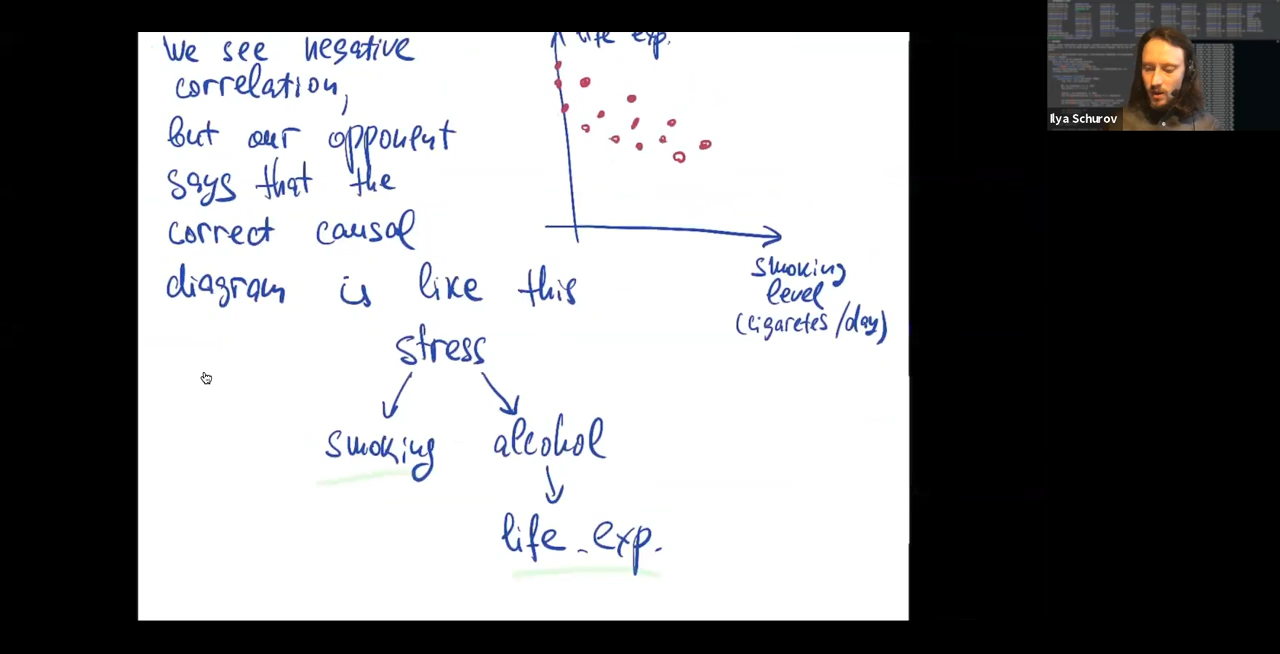 We see negative
correlation,
but our opponent
says that the
correct causal
diagram is like this
life exp.
smoking
level
(cigaretes/day)
stress
smoking alcohol
life exp.
Ilya Schurov